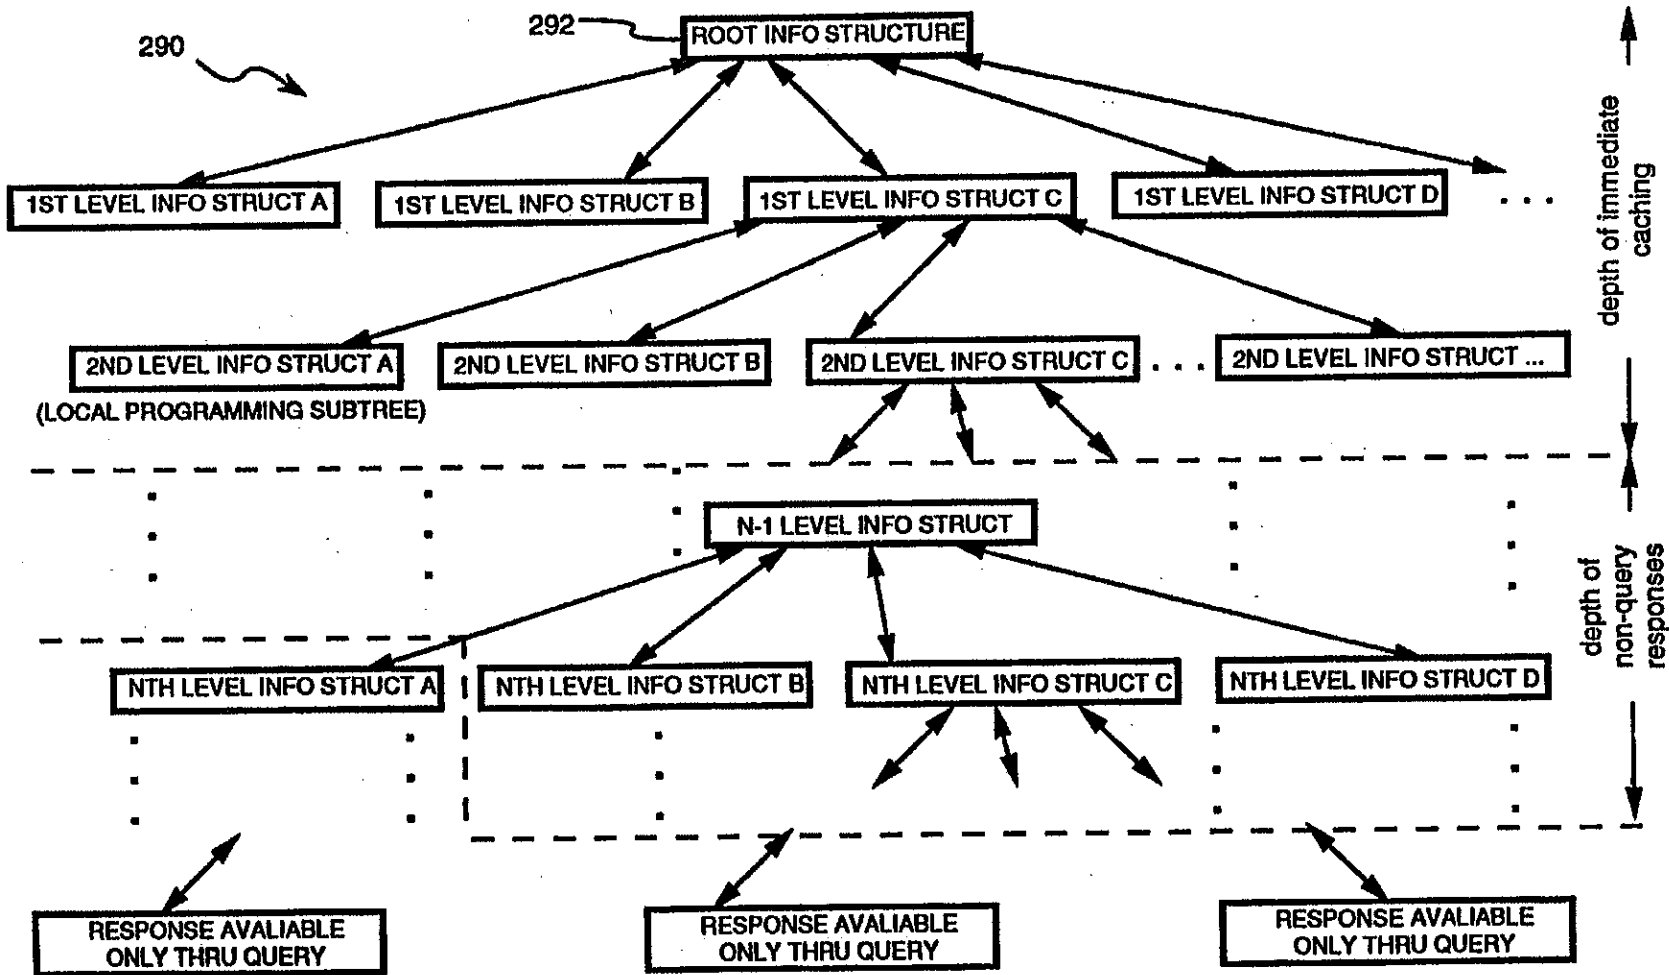 292
ROOT INFO STRUCTURE
290
1ST LEVEL INFO STRUCT A
1ST LEVEL INFO STRUCT B
1ST LEVEL INFO STRUCT C
1ST LEVEL INFO STRUCT D
. . .
depth of immediate
caching
2ND LEVEL INFO STRUCT A
2ND LEVEL INFO STRUCT B
2ND LEVEL INFO STRUCT C
. . .
2ND LEVEL INFO STRUCT ...
(LOCAL PROGRAMMING SUBTREE)
N-1 LEVEL INFO STRUCT
depth of
non-query
responses
NTH LEVEL INFO STRUCT A
NTH LEVEL INFO STRUCT B
NTH LEVEL INFO STRUCT C
NTH LEVEL INFO STRUCT D
RESPONSE AVALIABLE
ONLY THRU QUERY
RESPONSE AVALIABLE
ONLY THRU QUERY
RESPONSE AVALIABLE
ONLY THRU QUERY